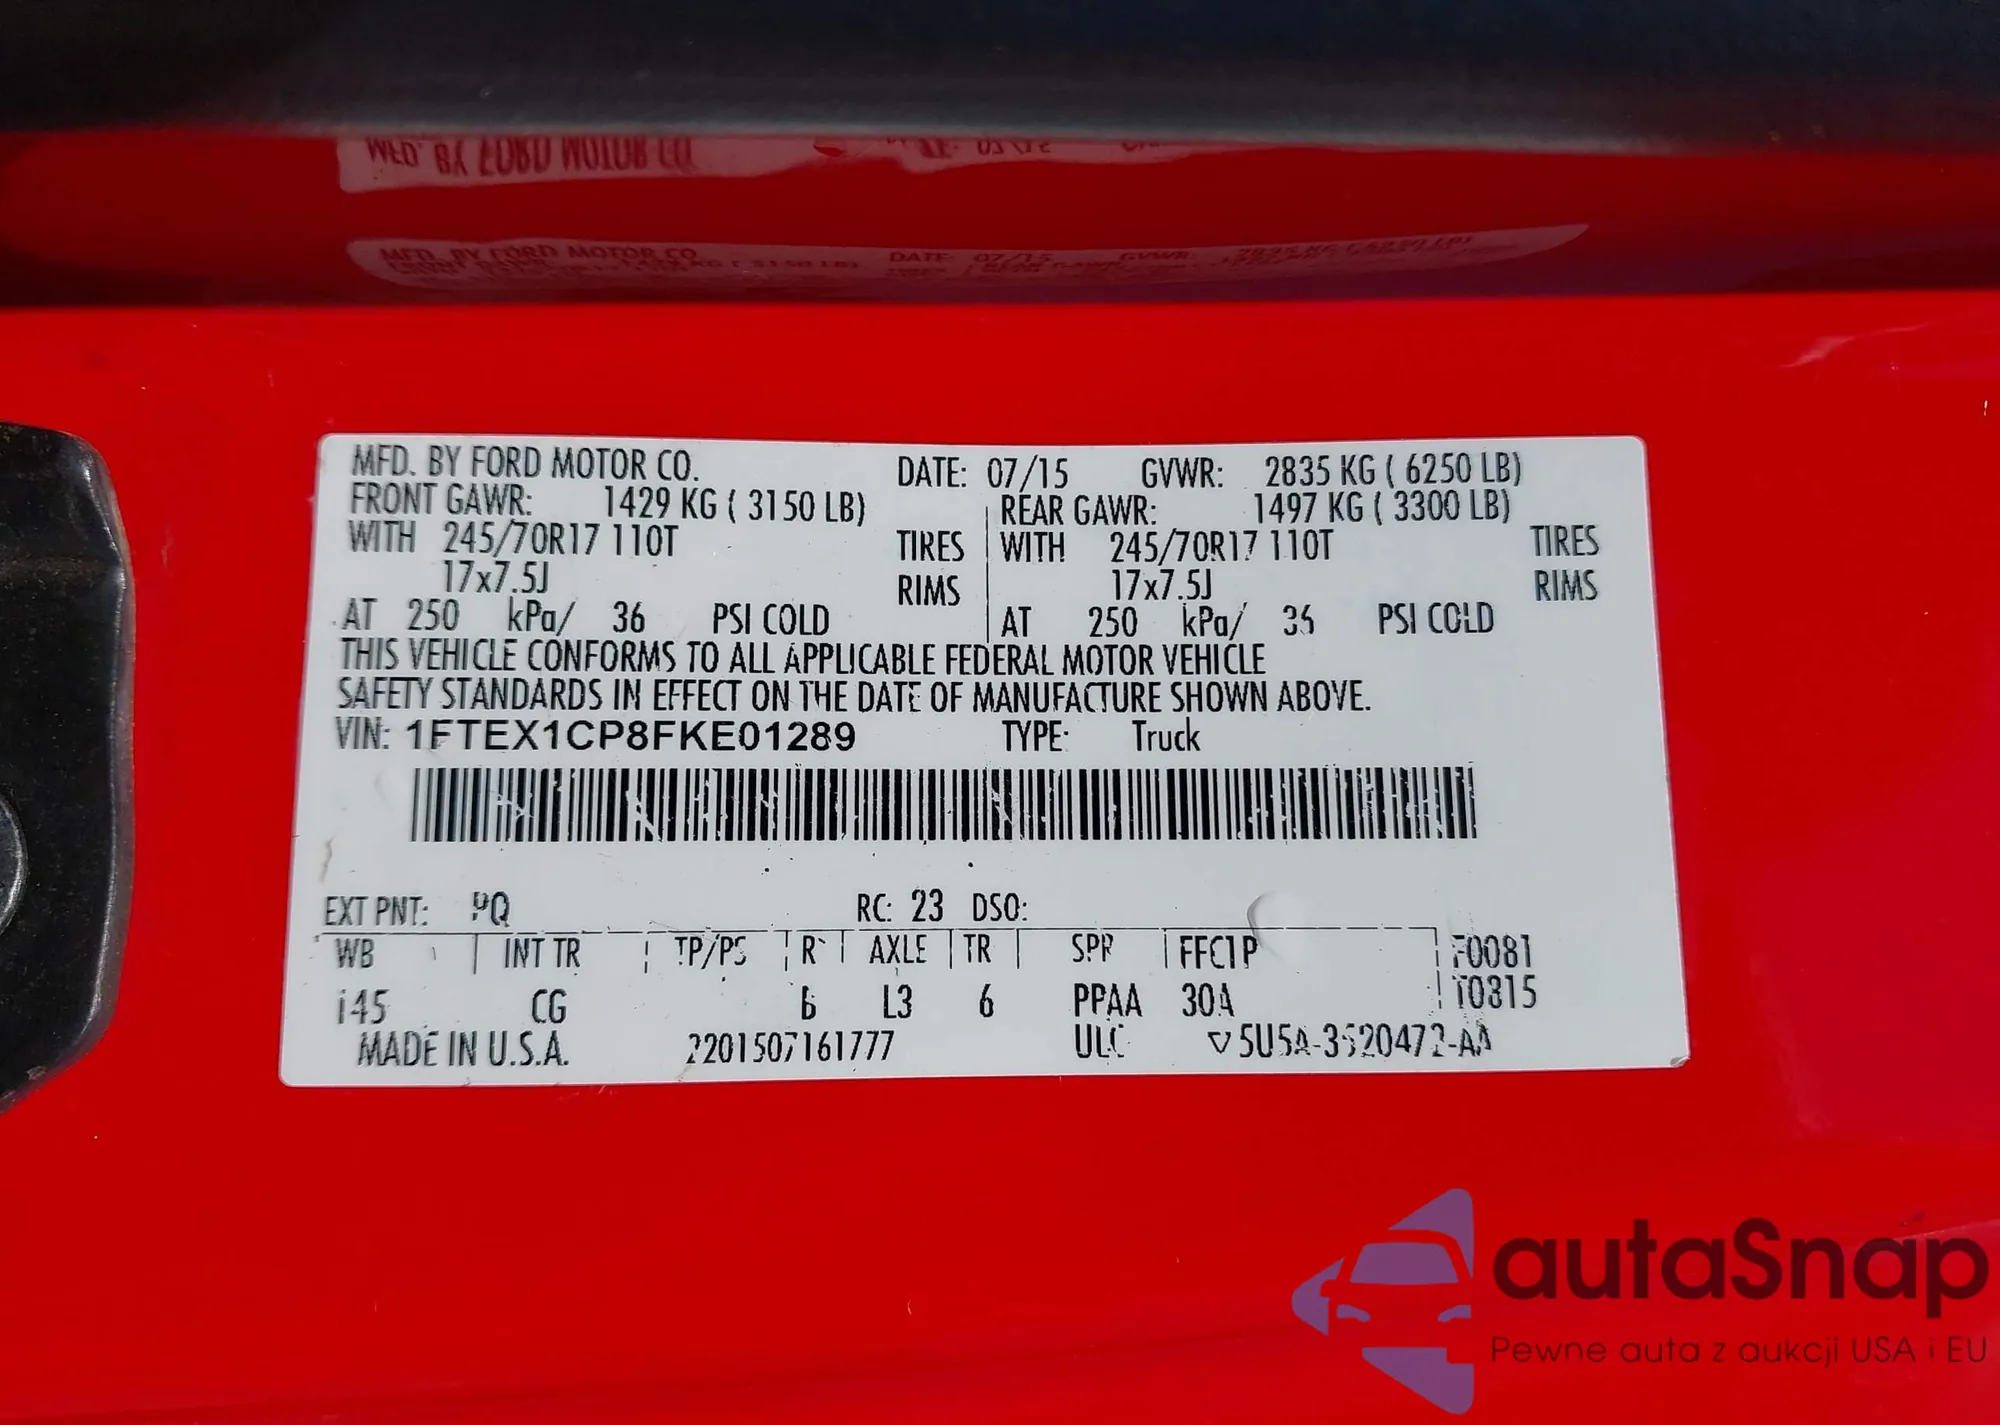 MFD. BY FORD MOTOR CO. DATE: 07/15 GVWR: 2835 KG ( 6250 LB)
FRONT GAWR: 1429 KG ( 3150 LB) REAR GAWR: 1497 KG ( 3300 LB)
WITH 245/70R17 110T TIRES WITH 245/70R17 110T TIRES
17x7.5J RIMS 17x7.5J RIMS
AT 250 kPa/ 36 PSI COLD AT 250 kPa/ 36 PSI COLD
THIS VEHICLE CONFORMS TO ALL APPLICABLE FEDERAL MOTOR VEHICLE
SAFETY STANDARDS IN EFFECT ON THE DATE OF MANUFACTURE SHOWN ABOVE.
VIN: 1FTEX1CP8FKE01289 TYPE: Truck
EXT PNT: PQ RC: 23 DSO:
WB INT TR TP/PS R AXLE TR SPR FFC1P F0081
145 CG 6 L3 6 PPAA 30A T0815
MADE IN U.S.A. 2201507161777 ULC 5U5A-3520472-AA
autaSnap
Pewne auta z aukcji USA i EU